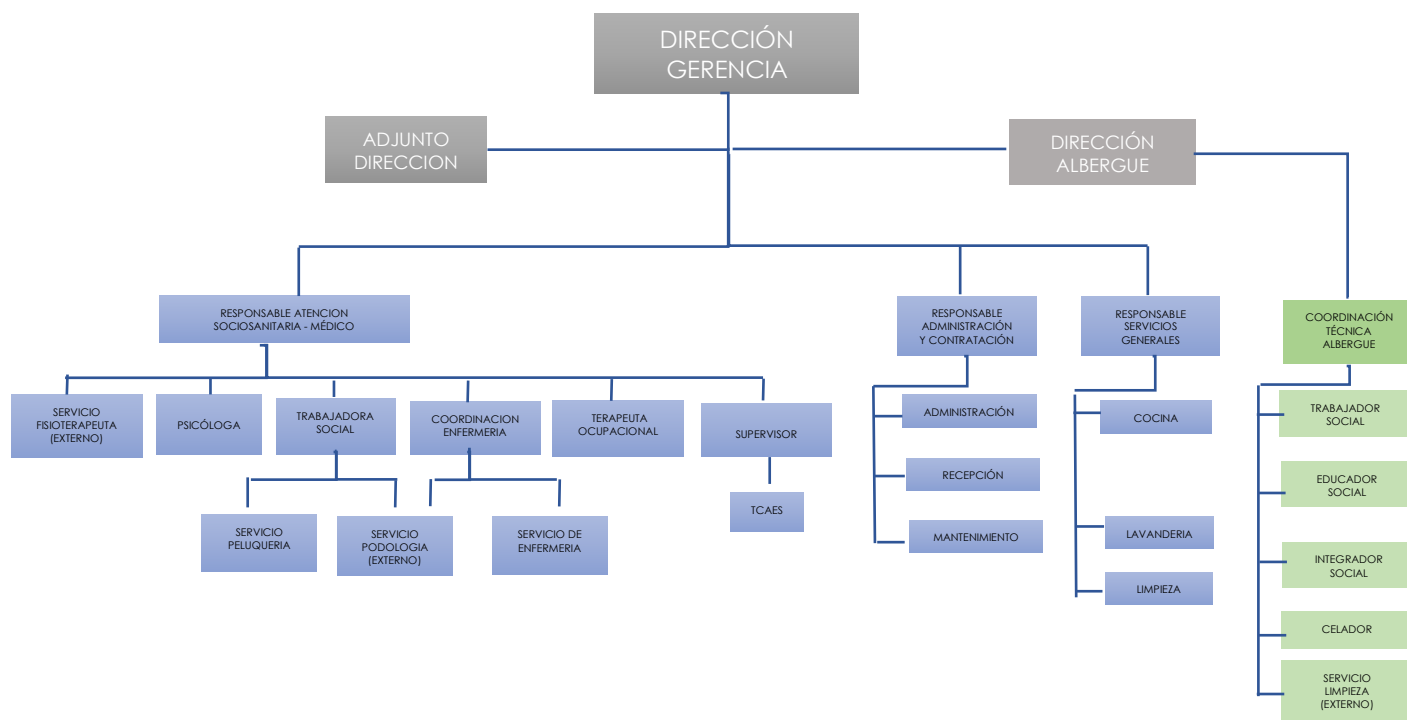 DIRECCIÓN
GERENCIA
ADJUNTO
DIRECCION
DIRECCIÓN
ALBERGUE
RESPONSABLE ATENCION
SOCIOSANITARIA - MÉDICO
RESPONSABLE
ADMINISTRACIÓN
Y CONTRATACIÓN
RESPONSABLE
SERVICIOS
GENERALES
COORDINACIÓN
TÉCNICA
ALBERGUE
SERVICIO
FISIOTERAPEUTA
(EXTERNO)
PSICÓLOGA
TRABAJADORA
SOCIAL
COORDINACION
ENFERMERIA
TERAPEUTA
OCUPACIONAL
SUPERVISOR
SERVICIO
PELUQUERIA
SERVICIO
PODOLOGIA
(EXTERNO)
SERVICIO DE
ENFERMERIA
TCAES
ADMINISTRACIÓN
RECEPCIÓN
MANTENIMIENTO
COCINA
LAVANDERIA
LIMPIEZA
TRABAJADOR
SOCIAL
EDUCADOR
SOCIAL
INTEGRADOR
SOCIAL
CELADOR
SERVICIO
LIMPIEZA
(EXTERNO)